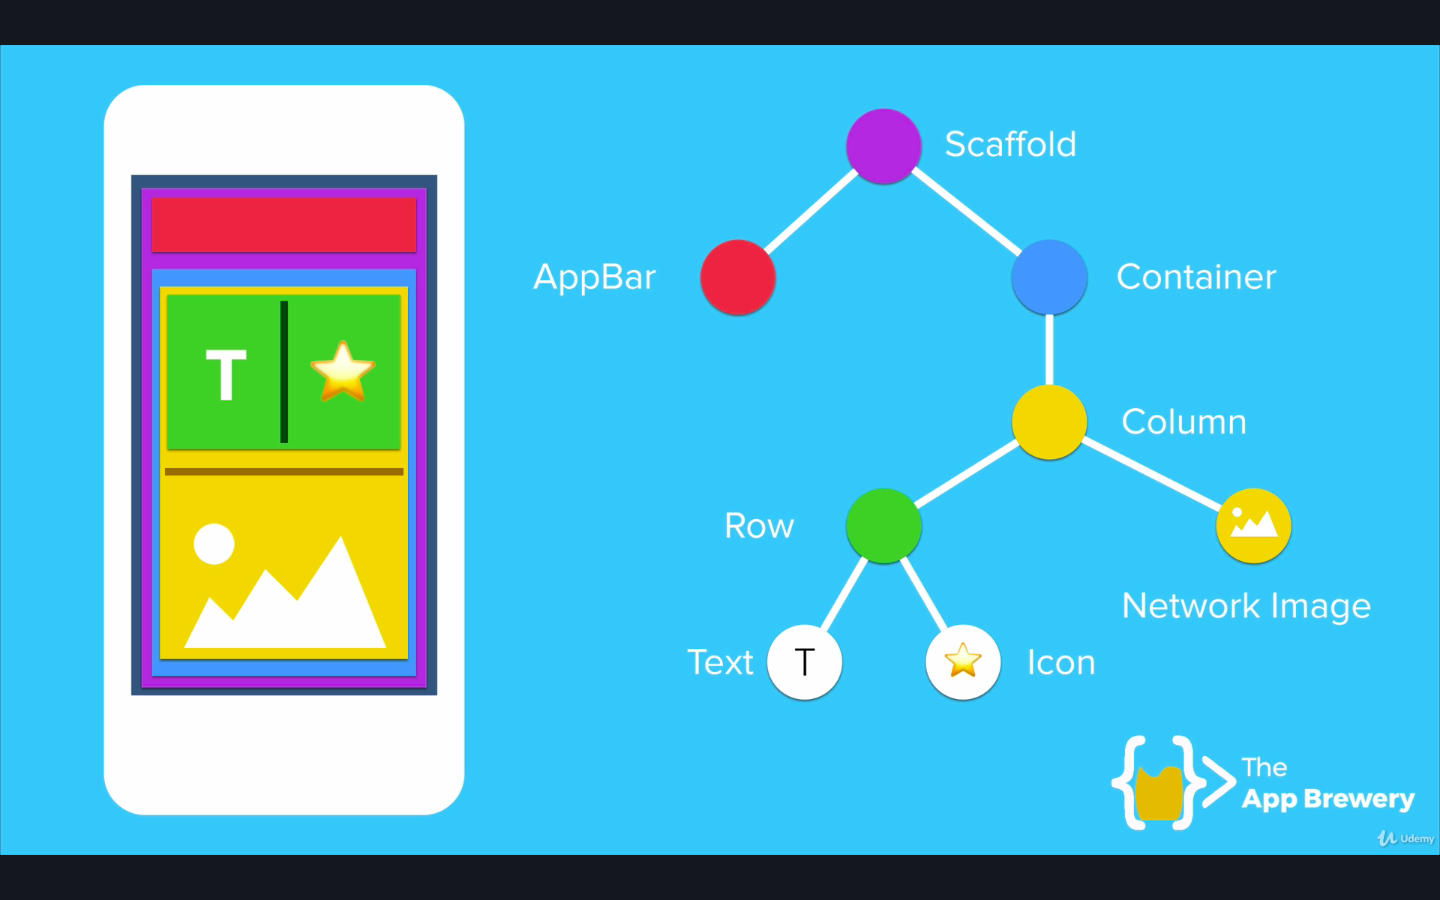 Scaffold
AppBar
Container
T
Column
Row
Network Image
Text
T
Icon
The
App Brewery
Udemy